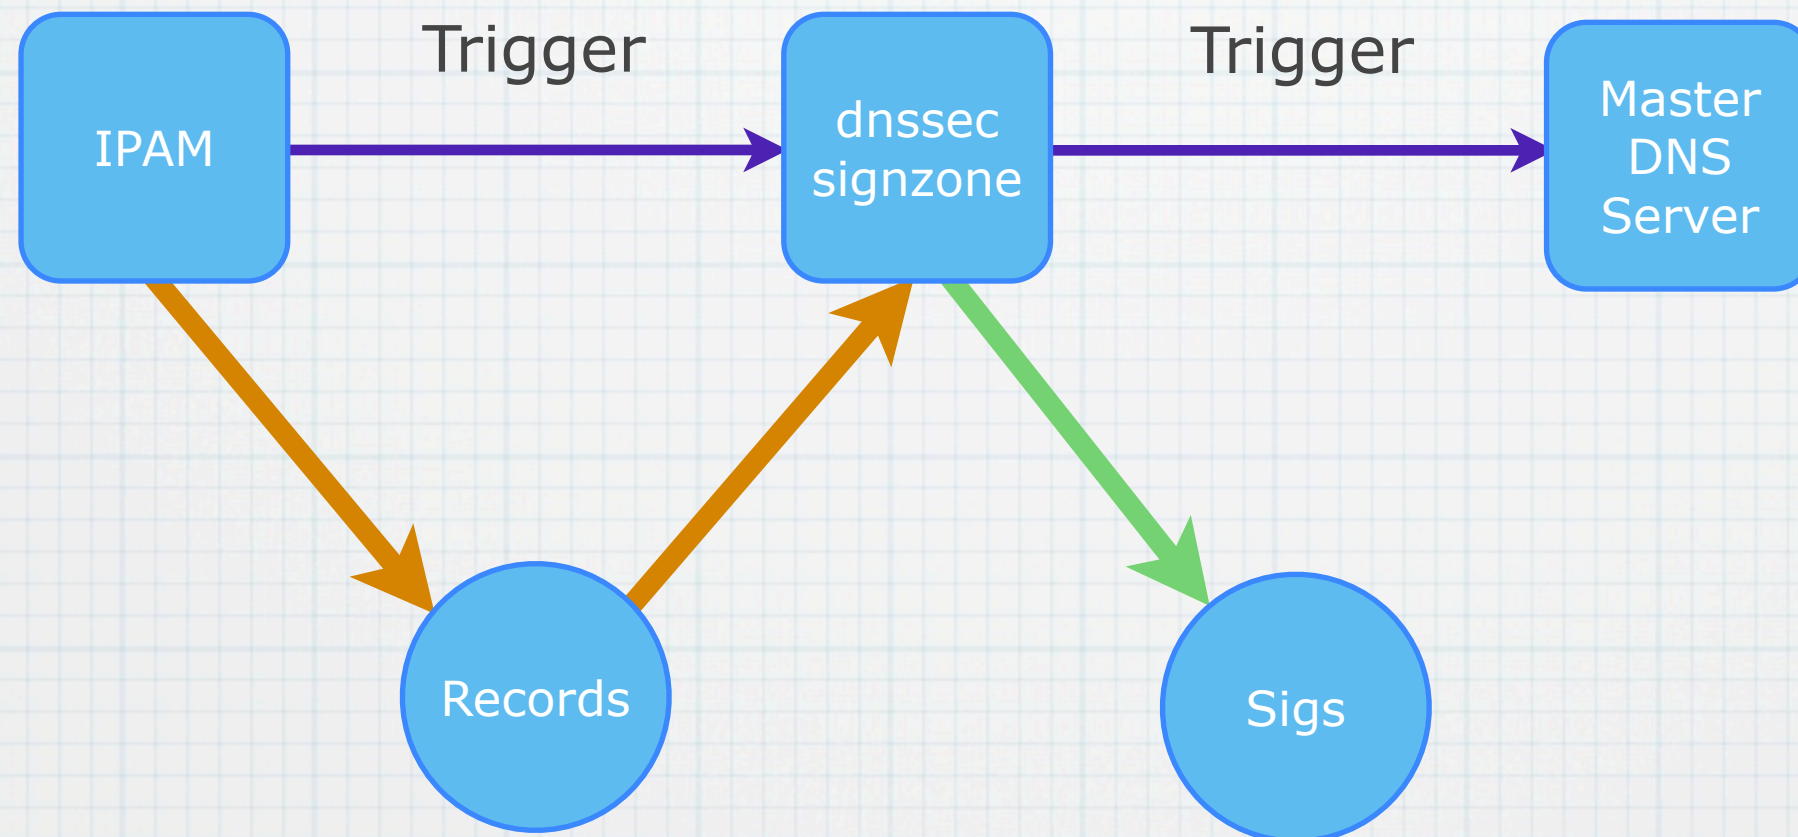 Trigger
Trigger
IPAM
dnssec
signzone
Master
DNS
Server
Records
Sigs